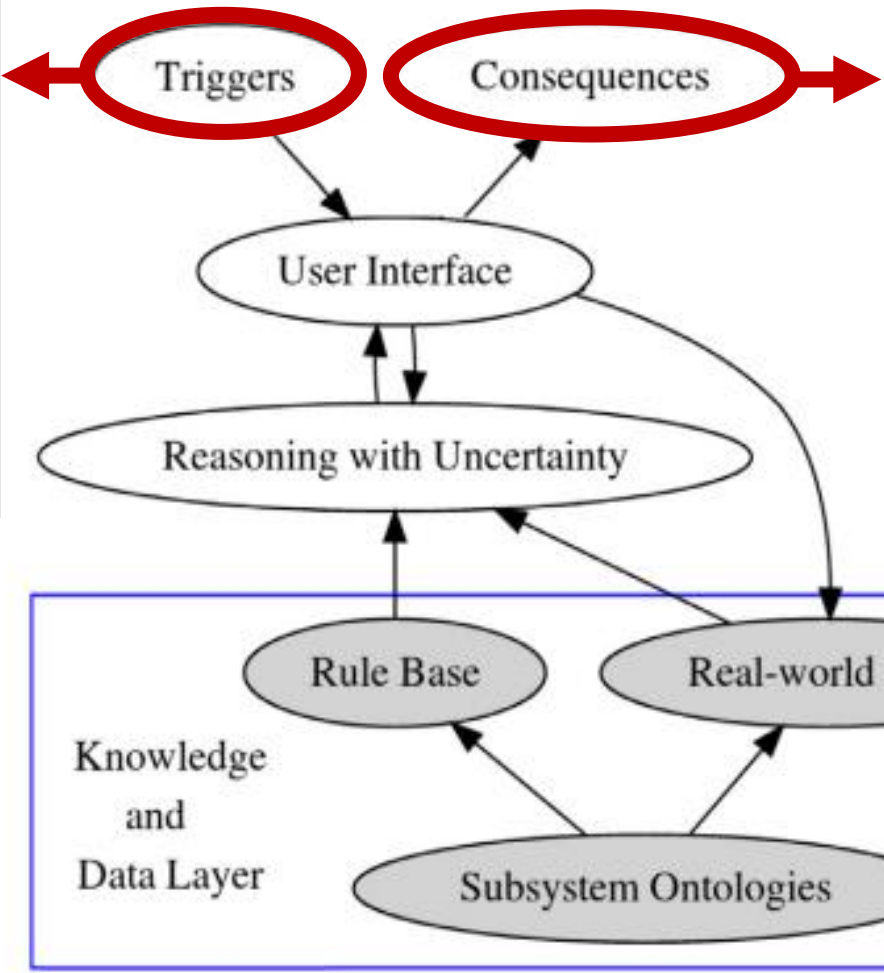 Triggers
Consequences
User Interface
Reasoning with Uncertainty
Rule Base
Real-world
Knowledge
and
Data Layer
Subsystem Ontologies